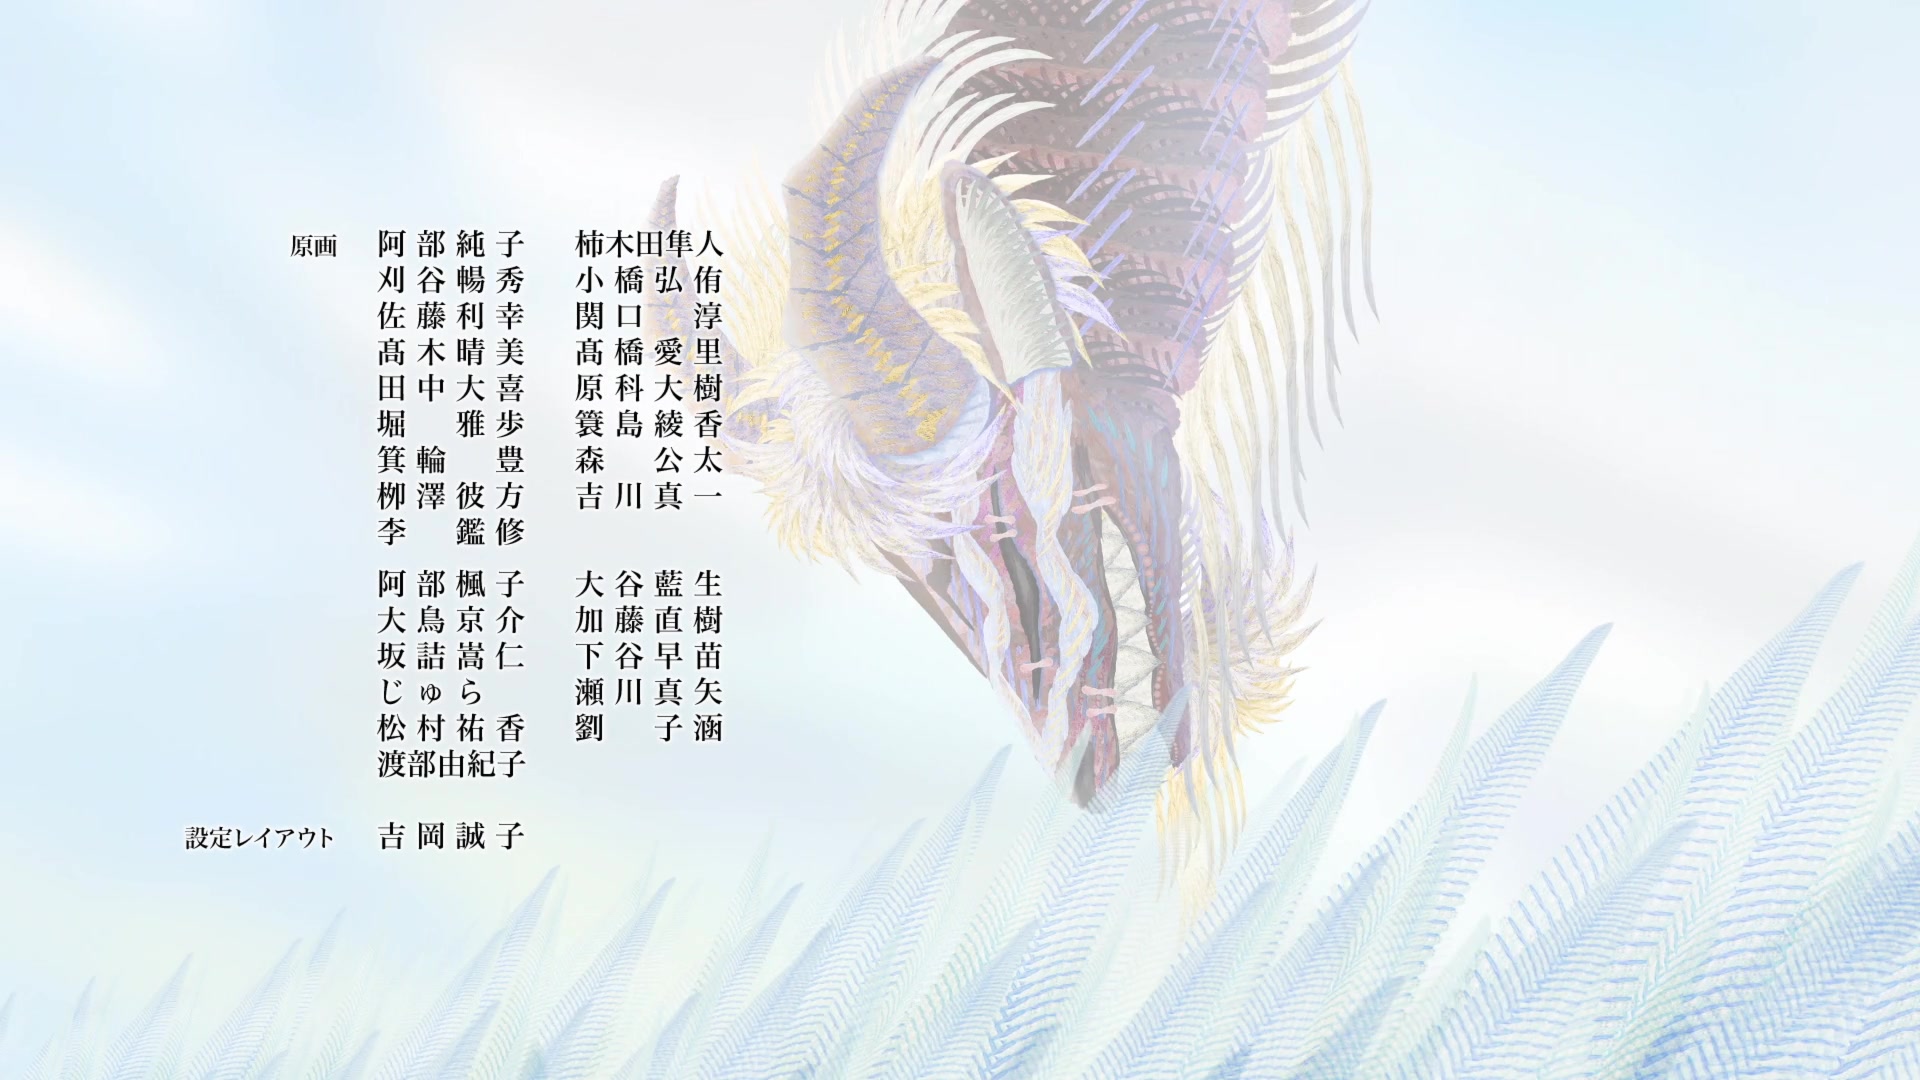 原画 阿部純子 柿木田隼人
刈谷暢秀 小橋弘侑
佐藤利幸 関口淳
髙木晴美 髙橋愛里
田中大喜 原科大樹
堀雅歩 簑島綾香
箕輪豊 森公太
栁澤彼方 吉川真一
李鑑修
阿部楓子 大谷藍生
大鳥京介 加藤直樹
坂詰嵩仁 下谷早苗
じゅら 瀬川真矢
松村祐香 劉子涵
渡部由紀子
設定レイアウト 吉岡誠子